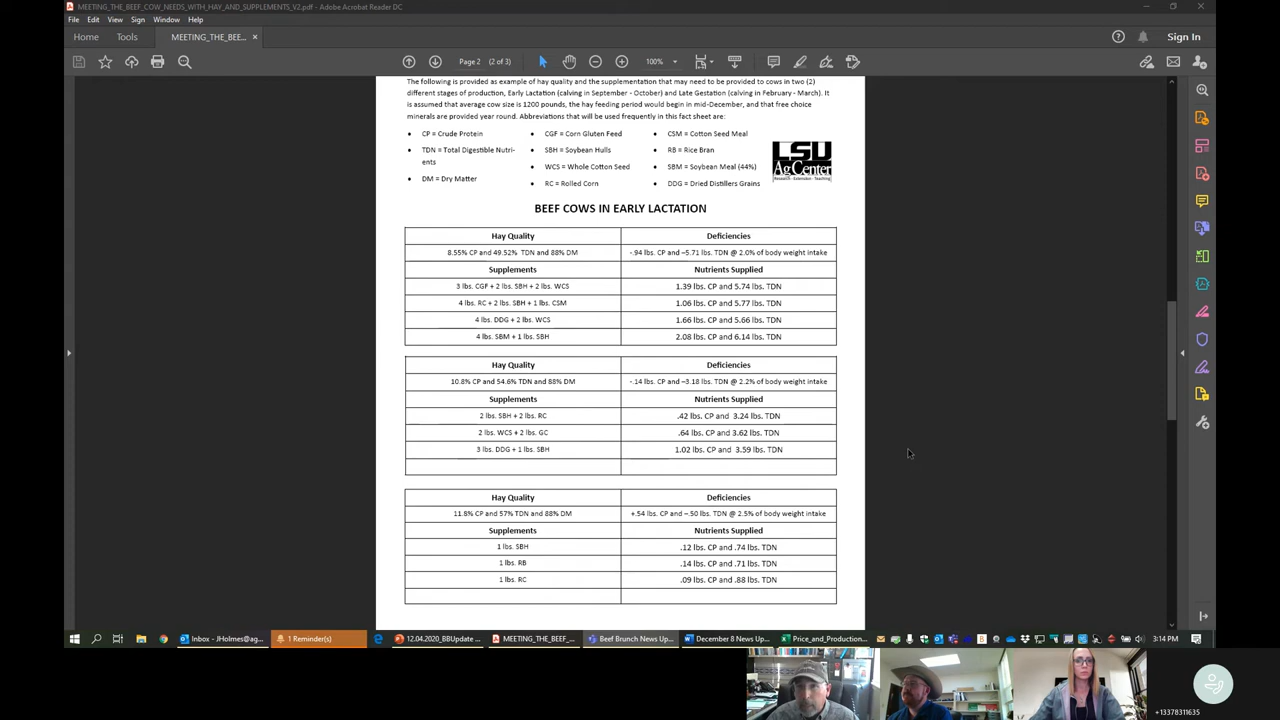 MEETING_THE_BEEF_COW_NEEDS_WITH_HAY_AND_SUPPLEMENTS_V2.pdf - Adobe Acrobat Reader DC
File Edit View Sign Window Help
Home Tools MEETING_THE_BEE... × Sign In
Page 2 (2 of 3) 100%
The following is provided as example of hay quality and the supplementation that may need to be provided to cows in two (2)
different stages of production, Early Lactation (calving in September - October) and Late Gestation (calving in February - March). It
is assumed that average cow size is 1200 pounds, the hay feeding period would begin in mid-December, and that free choice
minerals are provided year round. Abbreviations that will be used frequently in this fact sheet are:
• CP = Crude Protein
• TDN = Total Digestible Nutri-
ents
• DM = Dry Matter
• CGF = Corn Gluten Feed
• SBH = Soybean Hulls
• WCS = Whole Cotton Seed
• RC = Rolled Corn
• CSM = Cotton Seed Meal
• RB = Rice Bran
• SBM = Soybean Meal (44%)
• DDG = Dried Distillers Grains
LSU
AgCenter
Research - Extension - Teaching
BEEF COWS IN EARLY LACTATION
Hay Quality Deficiencies
8.55% CP and 49.52% TDN and 88% DM -.94 lbs. CP and –5.71 lbs. TDN @ 2.0% of body weight intake
Supplements Nutrients Supplied
3 lbs. CGF + 2 lbs. SBH + 2 lbs. WCS 1.39 lbs. CP and 5.74 lbs. TDN
4 lbs. RC + 2 lbs. SBH + 1 lbs. CSM 1.06 lbs. CP and 5.77 lbs. TDN
4 lbs. DDG + 2 lbs. WCS 1.66 lbs. CP and 5.66 lbs. TDN
4 lbs. SBM + 1 lbs. SBH 2.08 lbs. CP and 6.14 lbs. TDN
Hay Quality Deficiencies
10.8% CP and 54.6% TDN and 88% DM -.14 lbs. CP and –3.18 lbs. TDN @ 2.2% of body weight intake
Supplements Nutrients Supplied
2 lbs. SBH + 2 lbs. RC .42 lbs. CP and 3.24 lbs. TDN
2 lbs. WCS + 2 lbs. GC .64 lbs. CP and 3.62 lbs. TDN
3 lbs. DDG + 1 lbs. SBH 1.02 lbs. CP and 3.59 lbs. TDN
Hay Quality Deficiencies
11.8% CP and 57% TDN and 88% DM +.54 lbs. CP and –.50 lbs. TDN @ 2.5% of body weight intake
Supplements Nutrients Supplied
1 lbs. SBH .12 lbs. CP and .74 lbs. TDN
1 lbs. RB .14 lbs. CP and .71 lbs. TDN
1 lbs. RC .09 lbs. CP and .88 lbs. TDN
Inbox - JHolmes@ag... 1 Reminder(s) 12.04.2020_BBUpdate ... MEETING_THE_BEEF_... Beef Brunch News Up... December 8 News Up... Price_and_Production... 3:14 PM
+13378311635